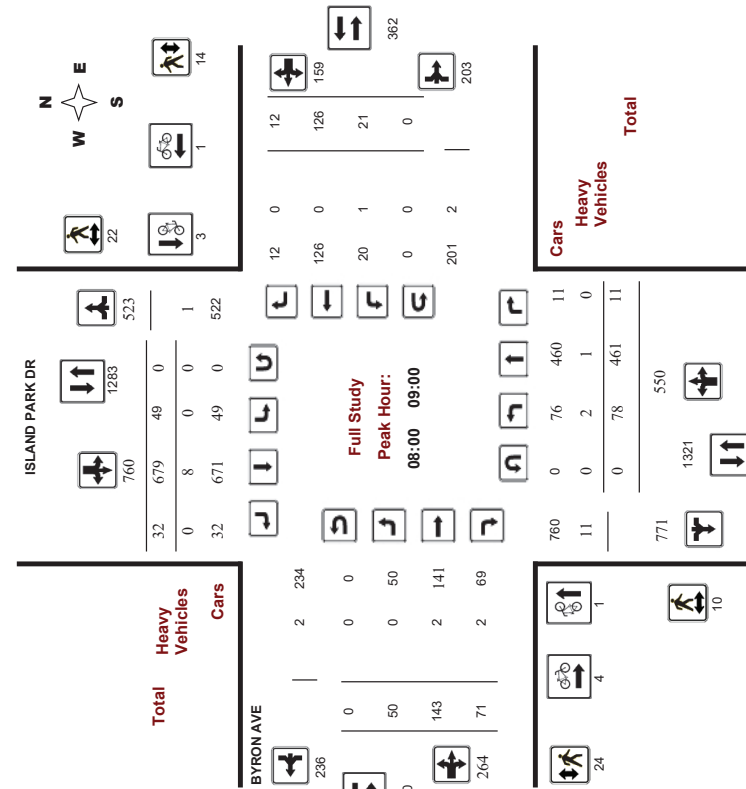 ISLAND PARK DR
N
W E
S
14
22
1
3
760
1283
523
32 679 49 0
0 8 0 0 1
32 671 49 0 522
Total
Heavy
Vehicles
Cars
362
159
203
12 0 12
126 0 126
20 1 21
0 0 0
201 2
Full Study
Peak Hour:
08:00 09:00
BYRON AVE
236
2 234
0 0 0
50 0 50
143 2 141
71 2 69
264
Cars
Heavy
Vehicles
Total
760 0 76 460 11
11 0 2 1 0
0 78 461 11
771
1321
550
4
1
24
10